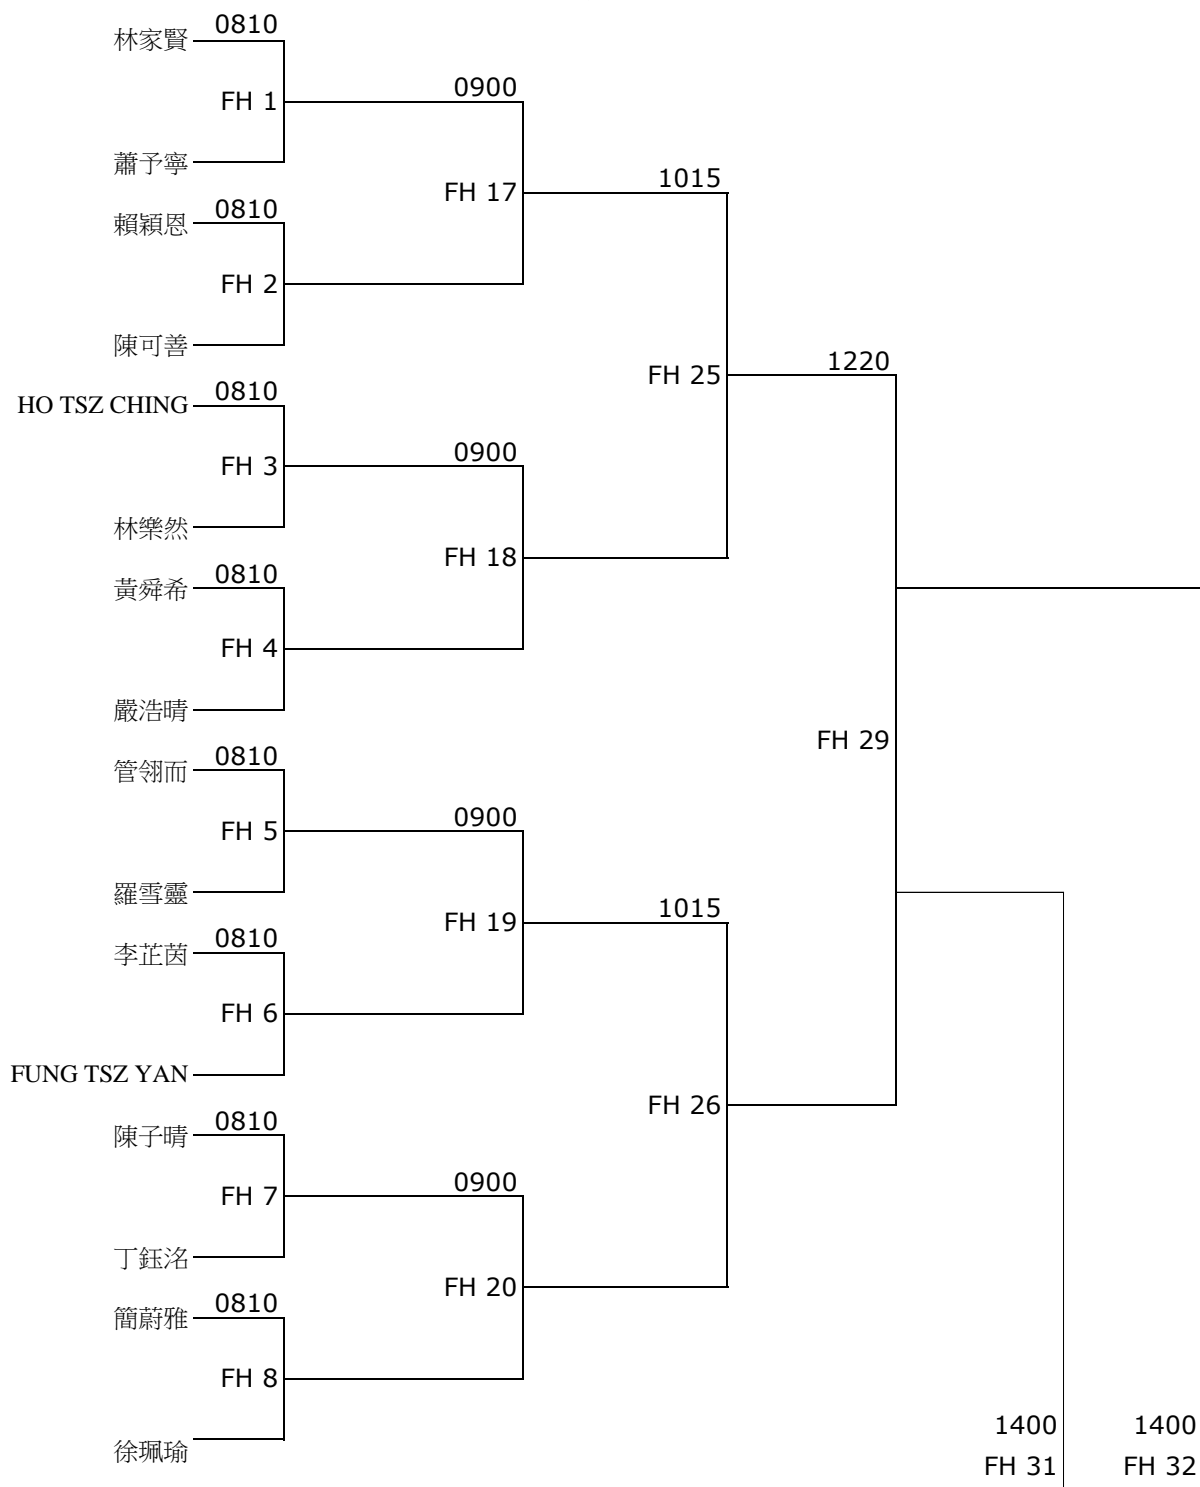 林家賢 0810
FH 1
0900
蕭予寧
FH 17
1015
賴穎恩 0810
FH 2
陳可善
FH 25
1220
HO TSZ CHING 0810
FH 3
0900
林樂然
FH 18
黃舜希 0810
FH 4
嚴浩晴
FH 29
管翎而 0810
FH 5
0900
羅雪靈
FH 19
1015
李芷茵 0810
FH 6
FUNG TSZ YAN
FH 26
陳子晴 0810
FH 7
0900
丁鈺洺
FH 20
簡蔚雅 0810
FH 8
徐珮瑜
1400 1400
FH 31 FH 32